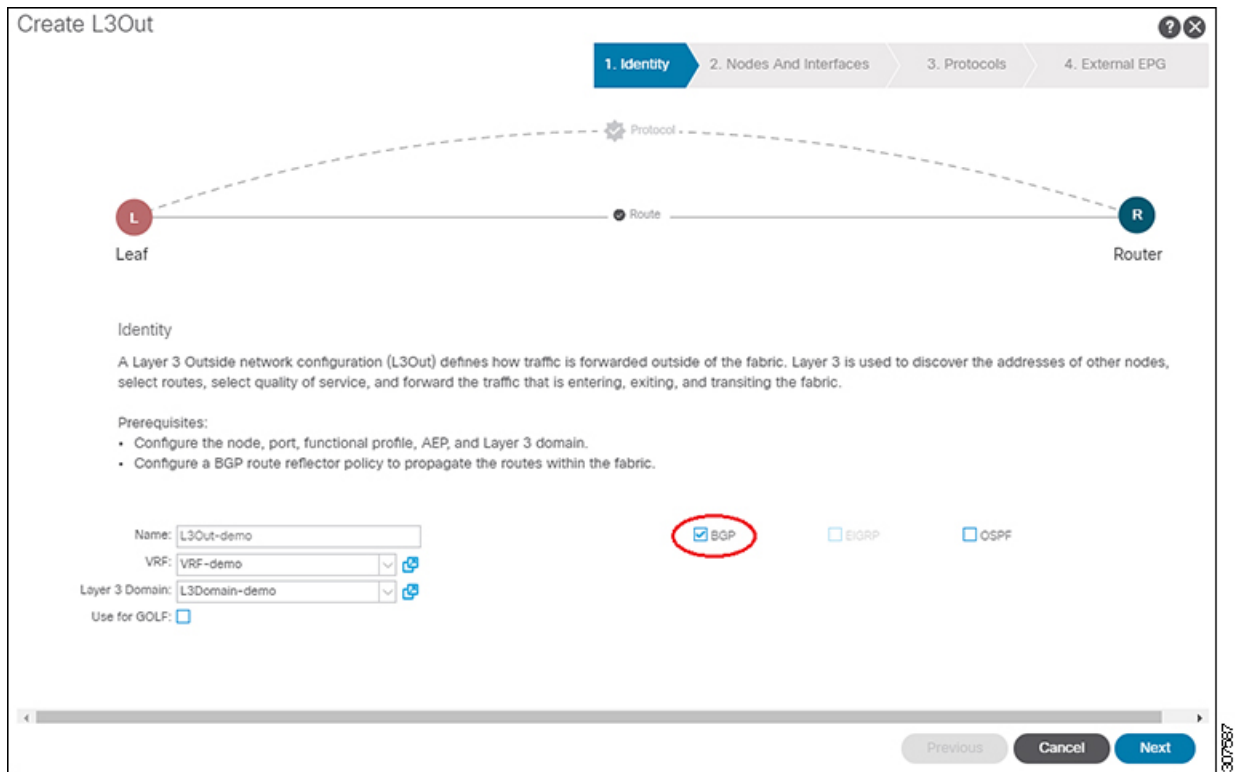 Create L3Out
1. Identity
2. Nodes And Interfaces
3. Protocols
4. External EPG
Protocol
L
Route
R
Leaf
Router
Identity
A Layer 3 Outside network configuration (L3Out) defines how traffic is forwarded outside of the fabric. Layer 3 is used to discover the addresses of other nodes,
select routes, select quality of service, and forward the traffic that is entering, exiting, and transiting the fabric.
Prerequisites:
• Configure the node, port, functional profile, AEP, and Layer 3 domain.
• Configure a BGP route reflector policy to propagate the routes within the fabric.
Name: L3Out-demo
BGP
EIGRP
OSPF
VRF: VRF-demo
Layer 3 Domain: L3Domain-demo
Use for GOLF:
Previous
Cancel
Next
307587